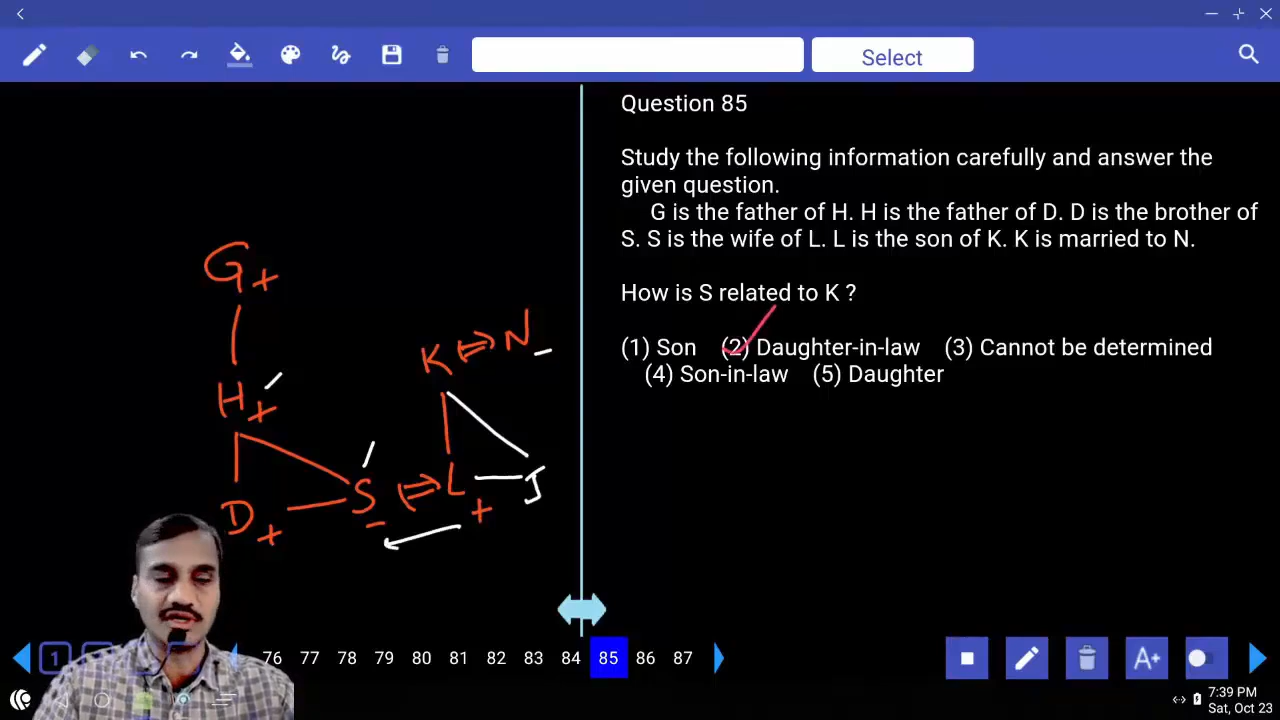 Select
Question 85
Study the following information carefully and answer the
given question.
G is the father of H. H is the father of D. D is the brother of
S. S is the wife of L. L is the son of K. K is married to N.
How is S related to K ?
(1) Son (2) Daughter-in-law (3) Cannot be determined
(4) Son-in-law (5) Daughter
G +
K ⇔ N -
H +
D + S - ⇔ L + J
1 76 77 78 79 80 81 82 83 84 85 86 87 A+
7:39 PM
Sat, Oct 23